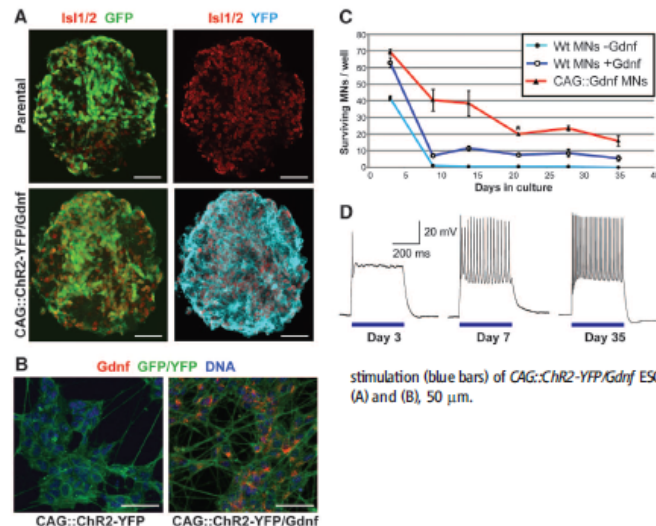 A
Isl1/2 GFP
Isl1/2 YFP
Parental
CAG::ChR2-YFP/Gdnf
B
Gdnf GFP/YFP DNA
CAG::ChR2-YFP
CAG::ChR2-YFP/Gdnf
C
Surviving MNs / well
80
70
60
50
40
30
20
10
0
0 5 10 15 20 25 30 35 40
Days in culture
Wt MNs -Gdnf
Wt MNs +Gdnf
CAG::Gdnf MNs
*
D
20 mV
200 ms
Day 3
Day 7
Day 35
stimulation (blue bars) of CAG::ChR2-YFP/Gdnf ESC
(A) and (B), 50 μm.